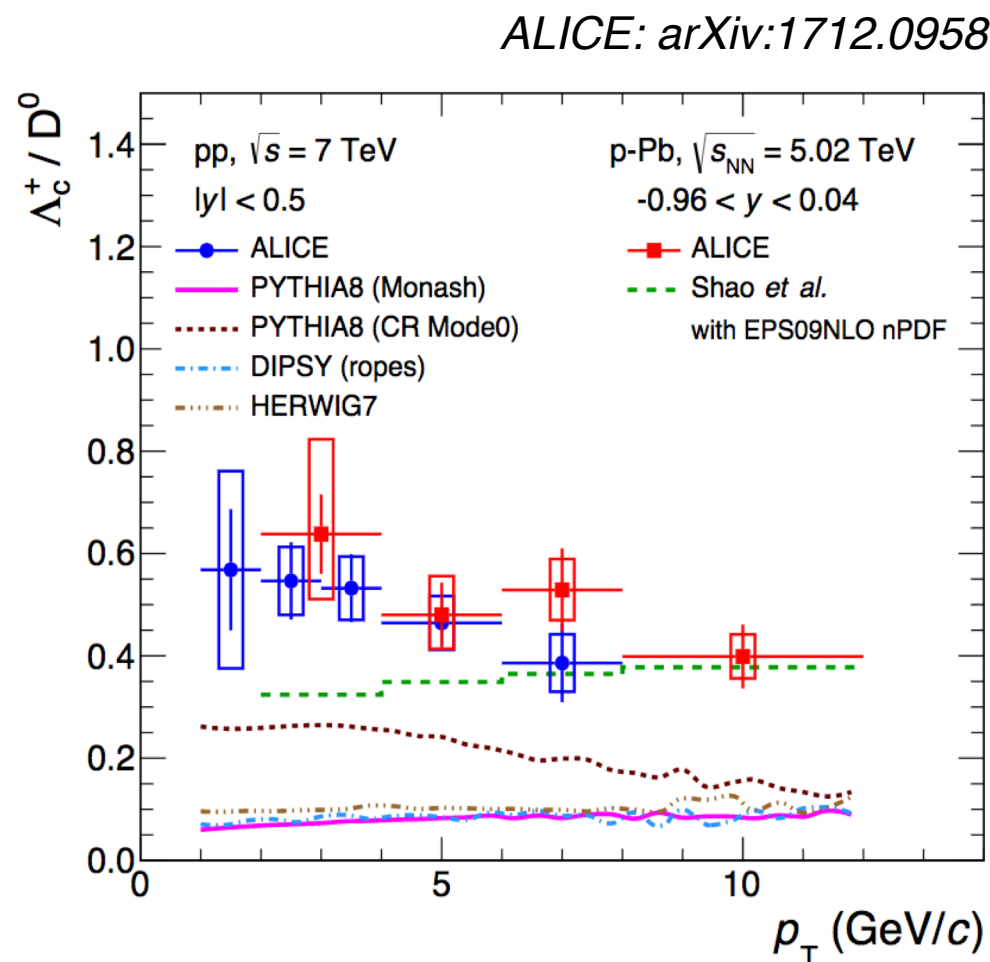 ALICE: arXiv:1712.0958
Λc+ / D0
pp, √s = 7 TeV
|y| < 0.5
ALICE
PYTHIA8 (Monash)
PYTHIA8 (CR Mode0)
DIPSY (ropes)
HERWIG7
p-Pb, √sNN = 5.02 TeV
-0.96 < y < 0.04
ALICE
Shao et al.
with EPS09NLO nPDF
1.4
1.2
1.0
0.8
0.6
0.4
0.2
0.0
0 5 10
pT (GeV/c)